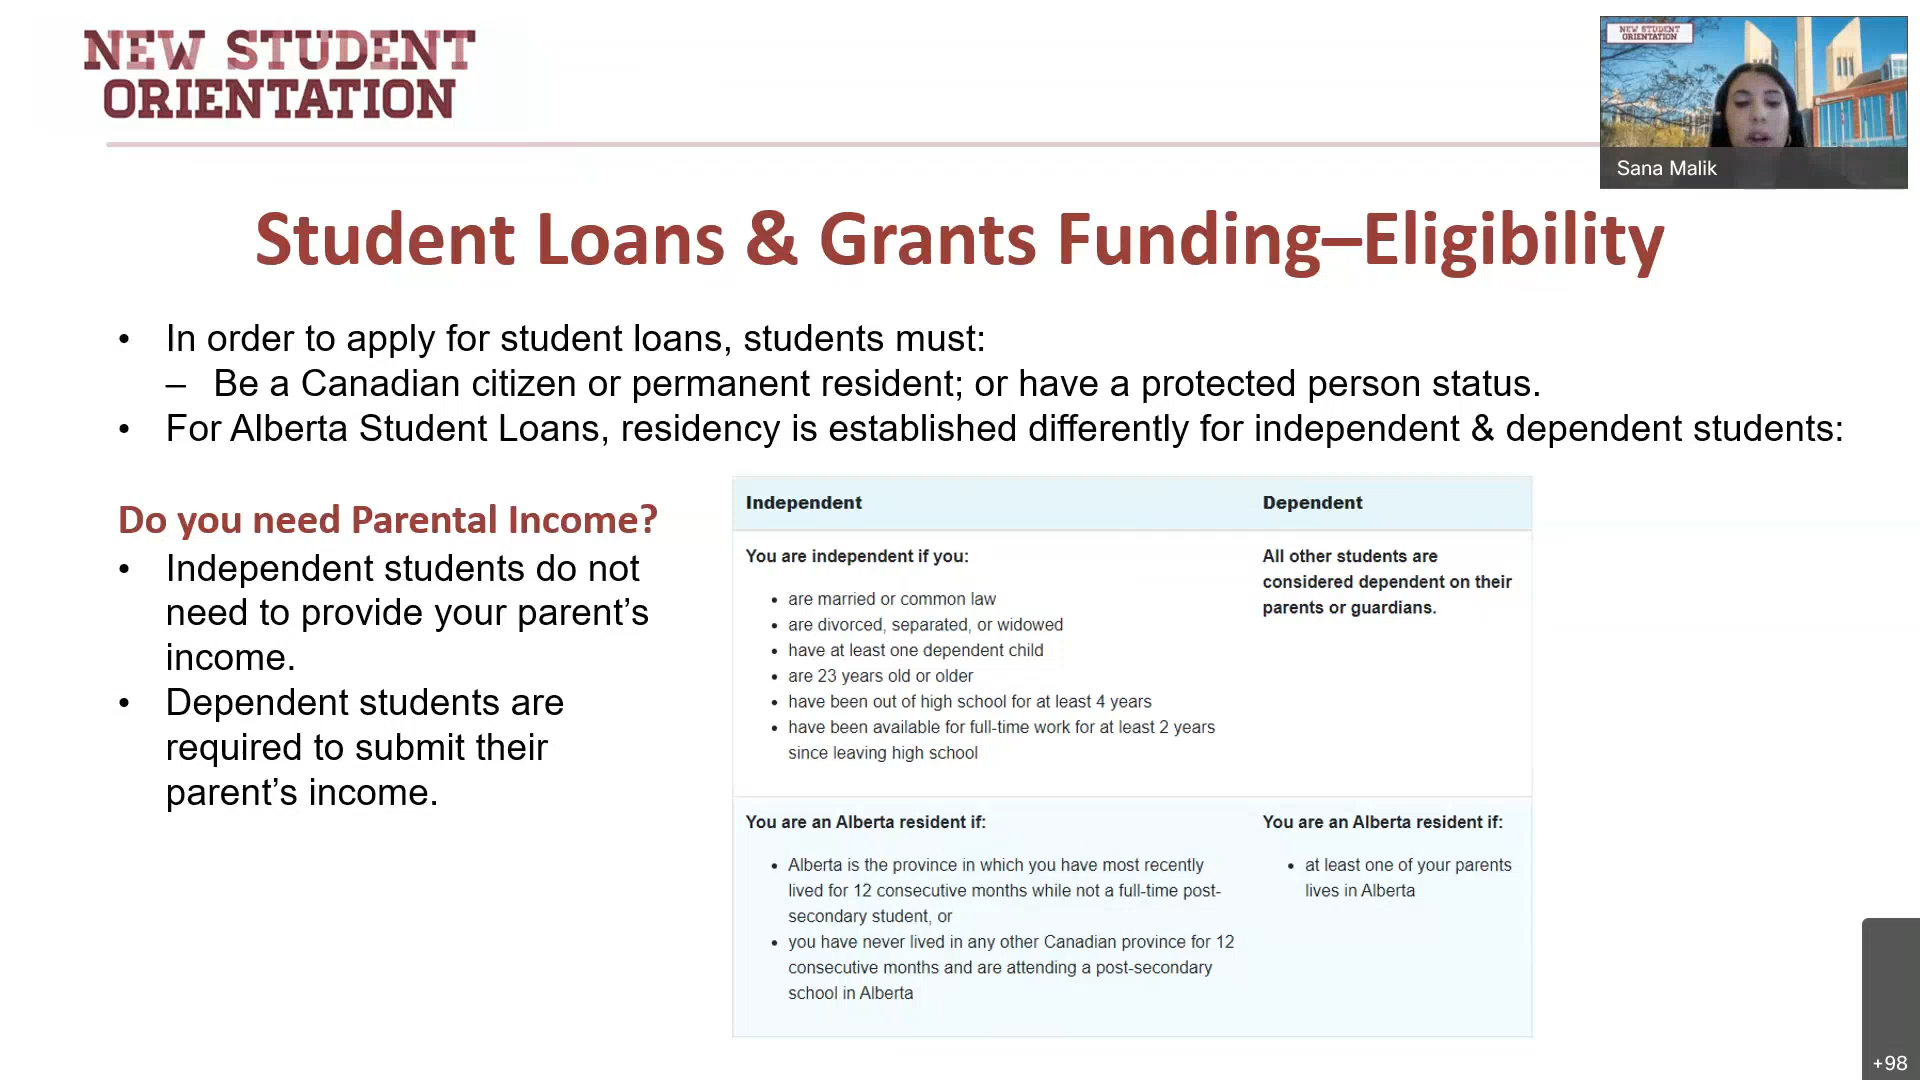 NEW STUDENT
ORIENTATION
NEW STUDENT
ORIENTATION
Sana Malik
Student Loans & Grants Funding–Eligibility
• In order to apply for student loans, students must:
– Be a Canadian citizen or permanent resident; or have a protected person status.
• For Alberta Student Loans, residency is established differently for independent & dependent students:
Do you need Parental Income?
• Independent students do not
need to provide your parent’s
income.
• Dependent students are
required to submit their
parent’s income.
Independent
Dependent
You are independent if you:
• are married or common law
• are divorced, separated, or widowed
• have at least one dependent child
• are 23 years old or older
• have been out of high school for at least 4 years
• have been available for full-time work for at least 2 years
since leaving high school
All other students are
considered dependent on their
parents or guardians.
You are an Alberta resident if:
• Alberta is the province in which you have most recently
lived for 12 consecutive months while not a full-time post-
secondary student, or
• you have never lived in any other Canadian province for 12
consecutive months and are attending a post-secondary
school in Alberta
You are an Alberta resident if:
• at least one of your parents
lives in Alberta
+98